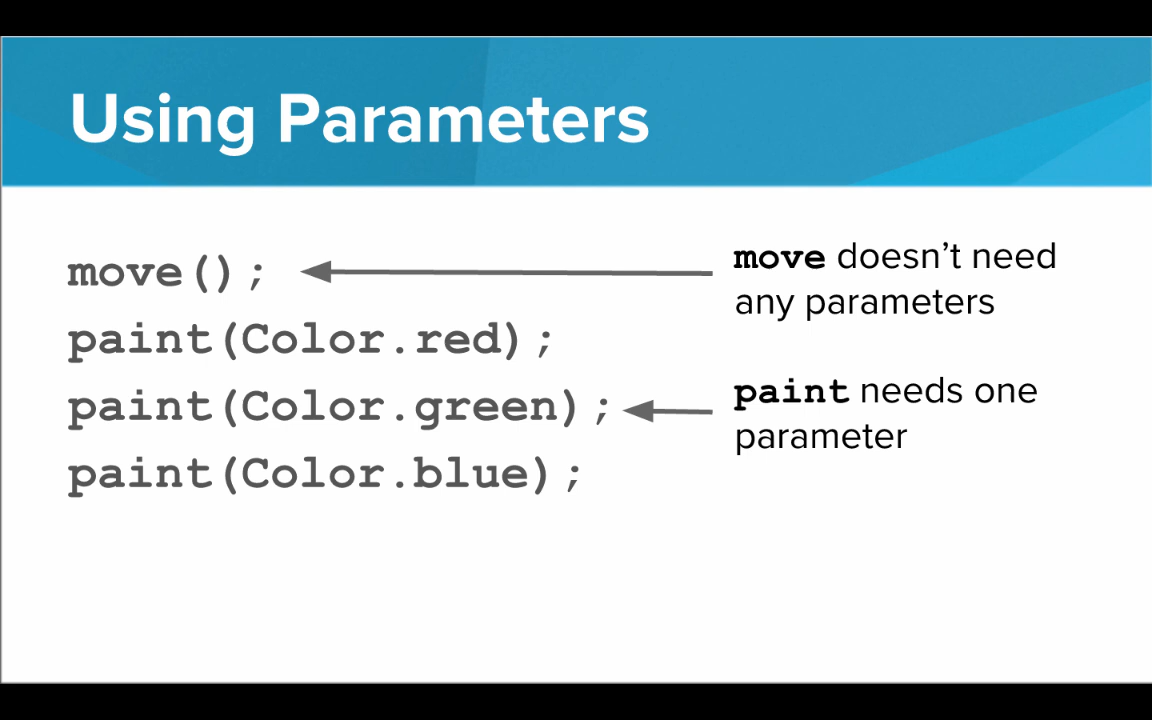 Using Parameters
move();
paint(Color.red);
paint(Color.green);
paint(Color.blue);
move doesn’t need
any parameters
paint needs one
parameter